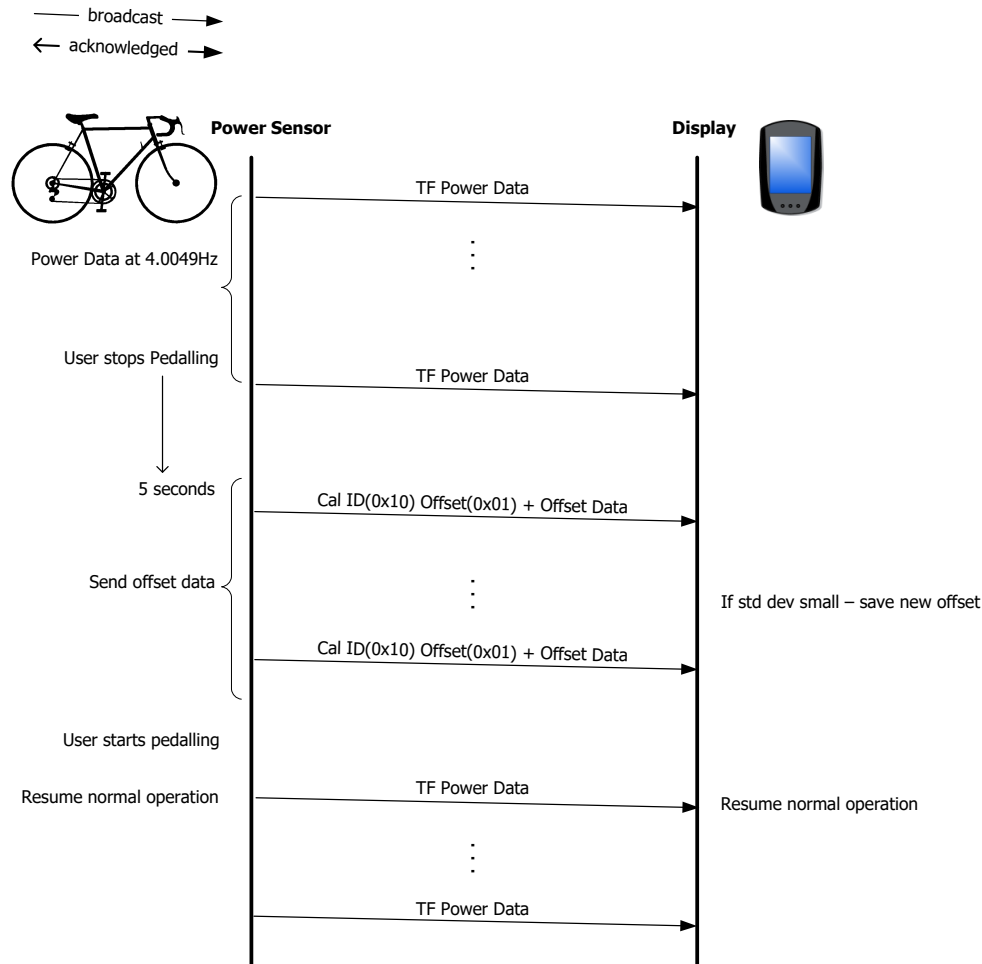 broadcast
acknowledged
Power Sensor
Display
TF Power Data
Power Data at 4.0049Hz
User stops Pedalling
TF Power Data
5 seconds
Cal ID(0x10) Offset(0x01) + Offset Data
Send offset data
If std dev small – save new offset
Cal ID(0x10) Offset(0x01) + Offset Data
User starts pedalling
TF Power Data
Resume normal operation
Resume normal operation
TF Power Data